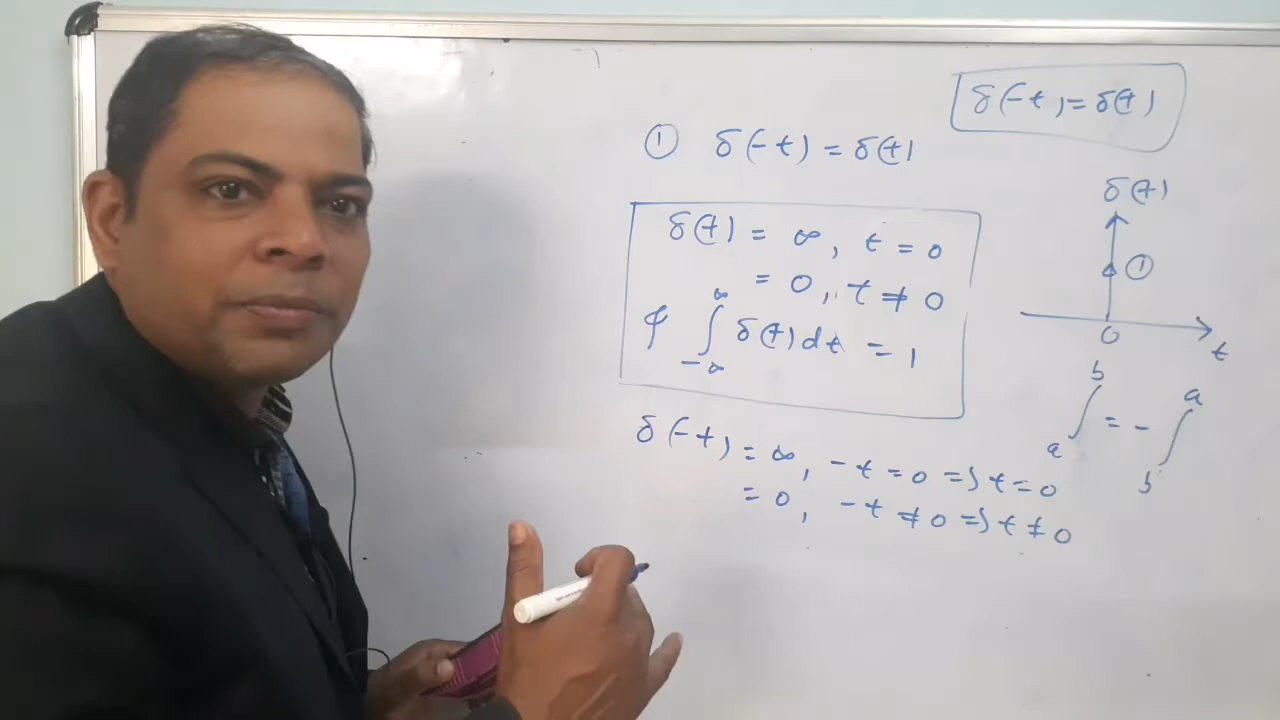 δ(-t) = δ(t)
① δ(-t) = δ(t)
δ(t) = ∞, t = 0
= 0, t ≠ 0
& ∫_{-∞}^{∞} δ(t) dt = 1
δ(t)
①
0
t
∫_a^b = - ∫_b^a
δ(-t) = ∞, -t = 0 => t = 0
= 0, -t ≠ 0 => t ≠ 0